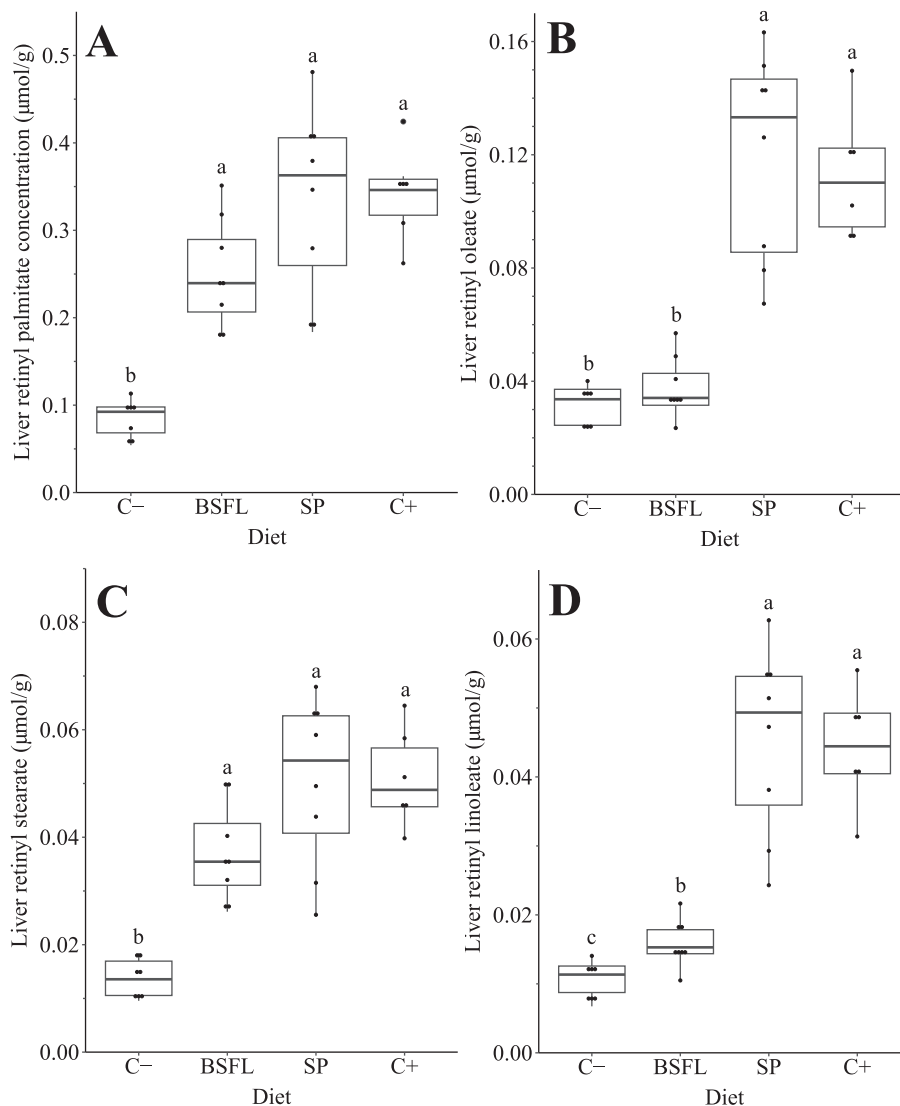 A
Liver retinyl palmitate concentration (µmol/g)
0.5
0.4
0.3
0.2
0.1
0.0
b
a
a
a
C− BSFL SP C+
Diet
B
Liver retinyl oleate (µmol/g)
0.16
0.12
0.08
0.04
0.00
b
b
a
a
C− BSFL SP C+
Diet
C
Liver retinyl stearate (µmol/g)
0.08
0.06
0.04
0.02
0.00
b
a
a
a
C− BSFL SP C+
Diet
D
Liver retinyl linoleate (µmol/g)
0.06
0.04
0.02
0.00
c
b
a
a
C− BSFL SP C+
Diet